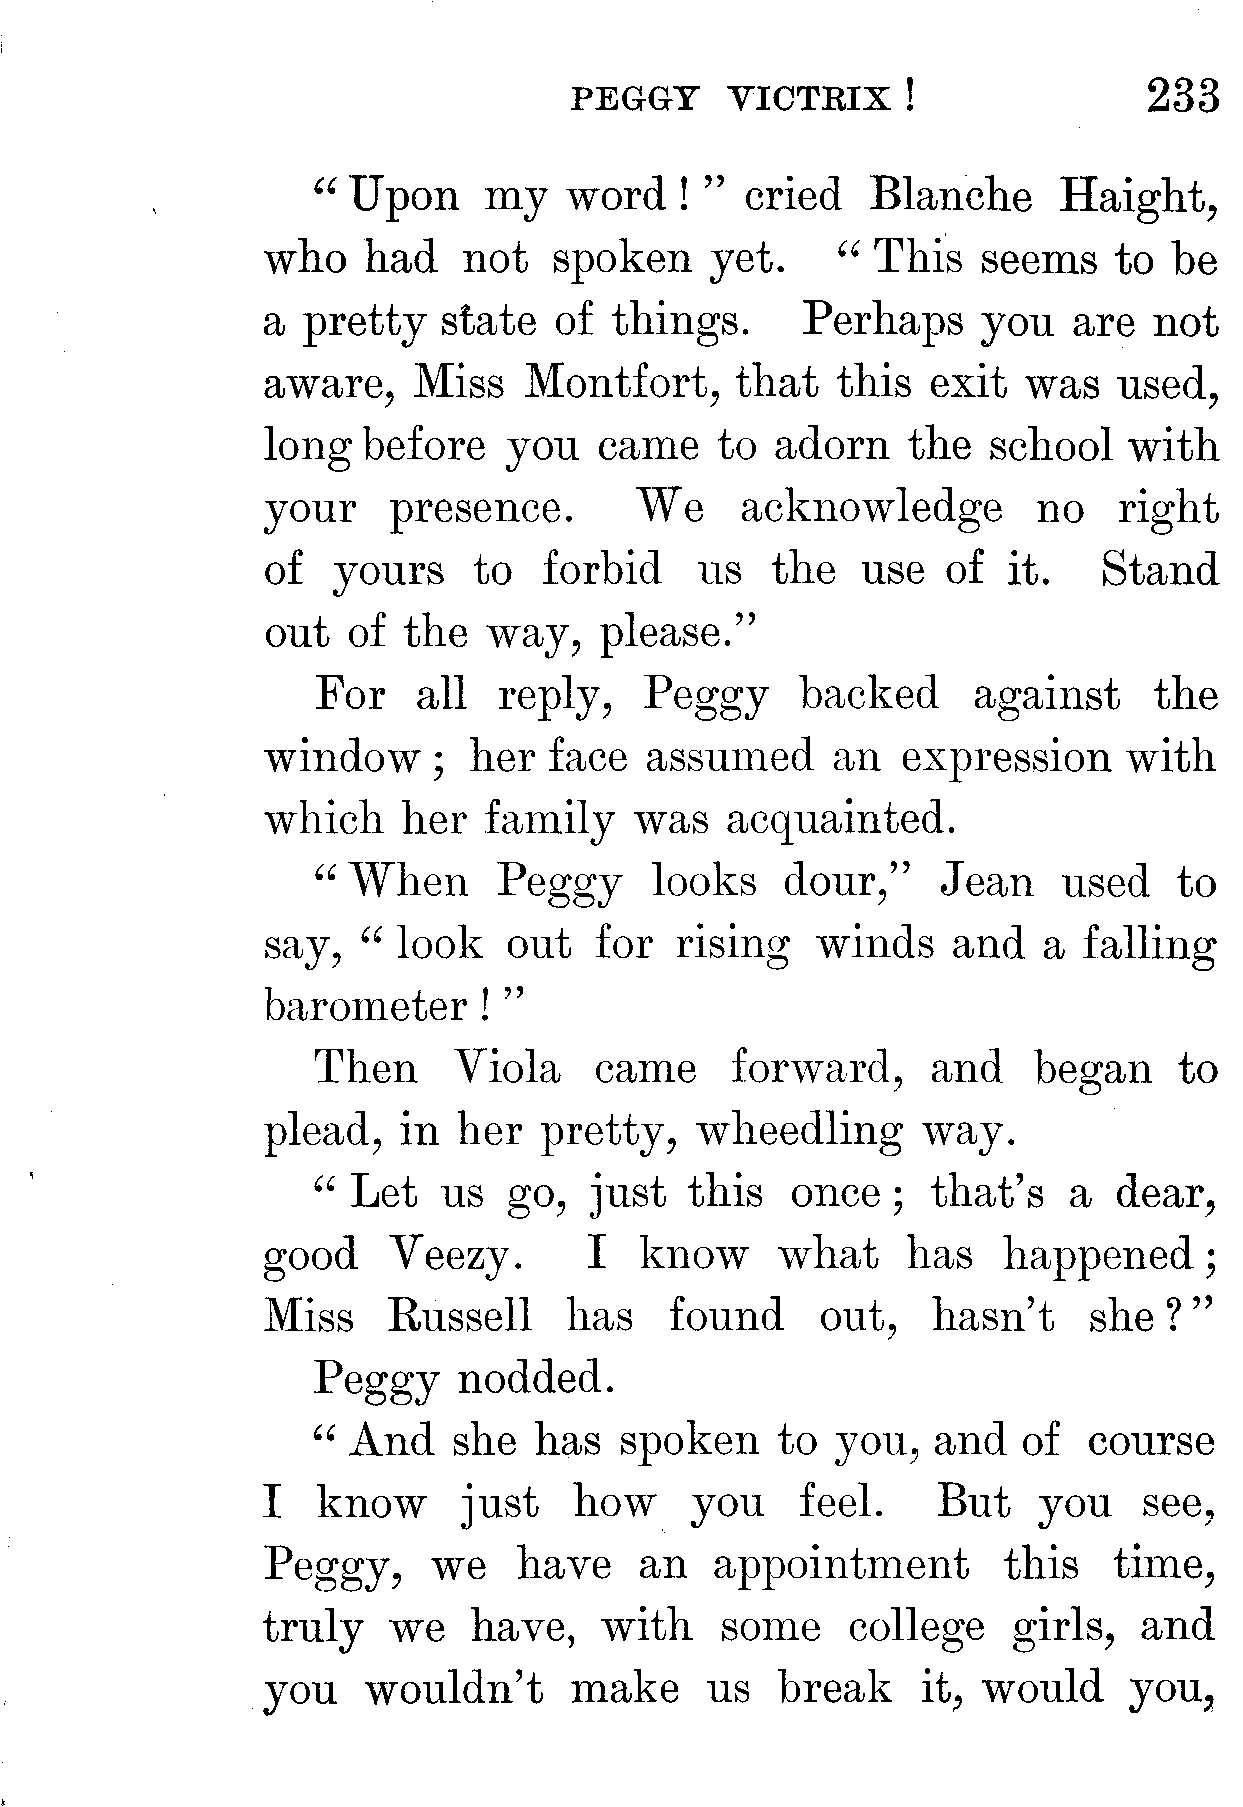 PEGGY VICTRIX! 233
"Upon my word!" cried Blanche Haight,
who had not spoken yet. "This seems to be
a pretty state of things. Perhaps you are not
aware, Miss Montfort, that this exit was used,
long before you came to adorn the school with
your presence. We acknowledge no right
of yours to forbid us the use of it. Stand
out of the way, please."
For all reply, Peggy backed against the
window; her face assumed an expression with
which her family was acquainted.
"When Peggy looks dour," Jean used to
say, "look out for rising winds and a falling
barometer!"
Then Viola came forward, and began to
plead, in her pretty, wheedling way.
"Let us go, just this once; that's a dear,
good Veezy. I know what has happened;
Miss Russell has found out, hasn't she?"
Peggy nodded.
"And she has spoken to you, and of course
I know just how you feel. But you see,
Peggy, we have an appointment this time,
truly we have, with some college girls, and
you wouldn't make us break it, would you,